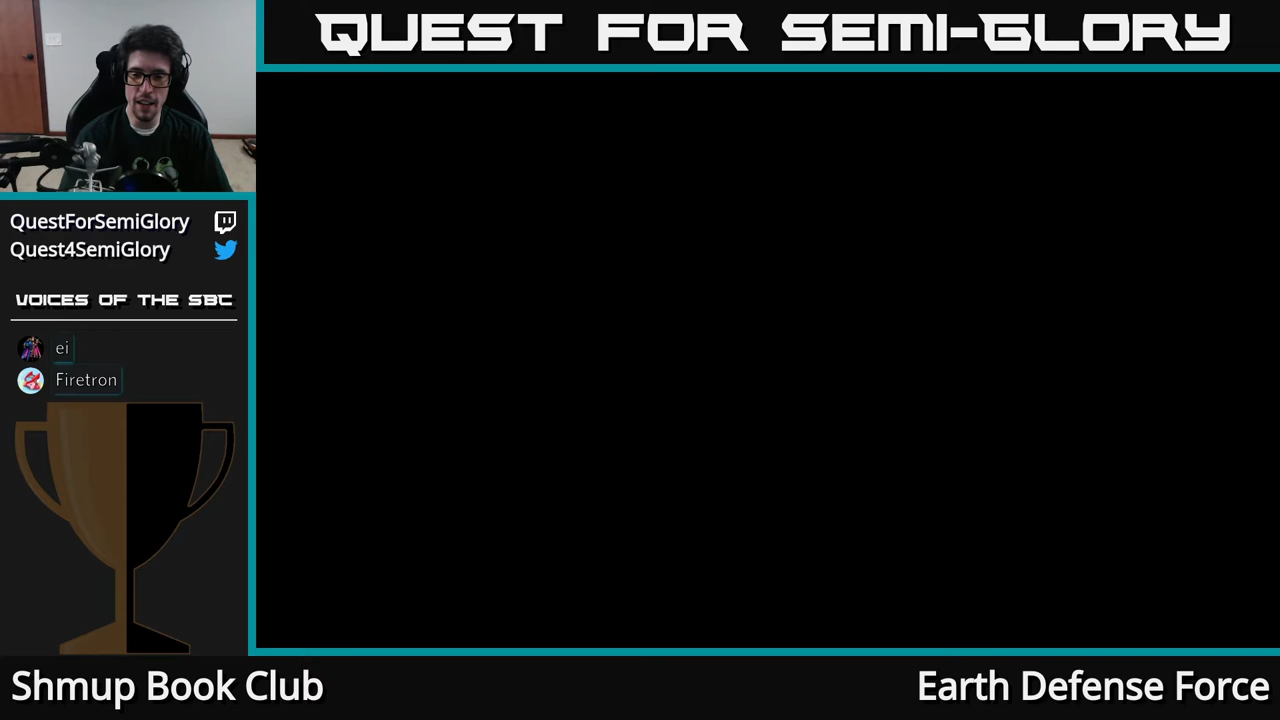 QUEST FOR SEMI-GLORY
QuestForSemiGlory
Quest4SemiGlory
VOICES OF THE SBC
ei
Firetron
Shmup Book Club
Earth Defense Force